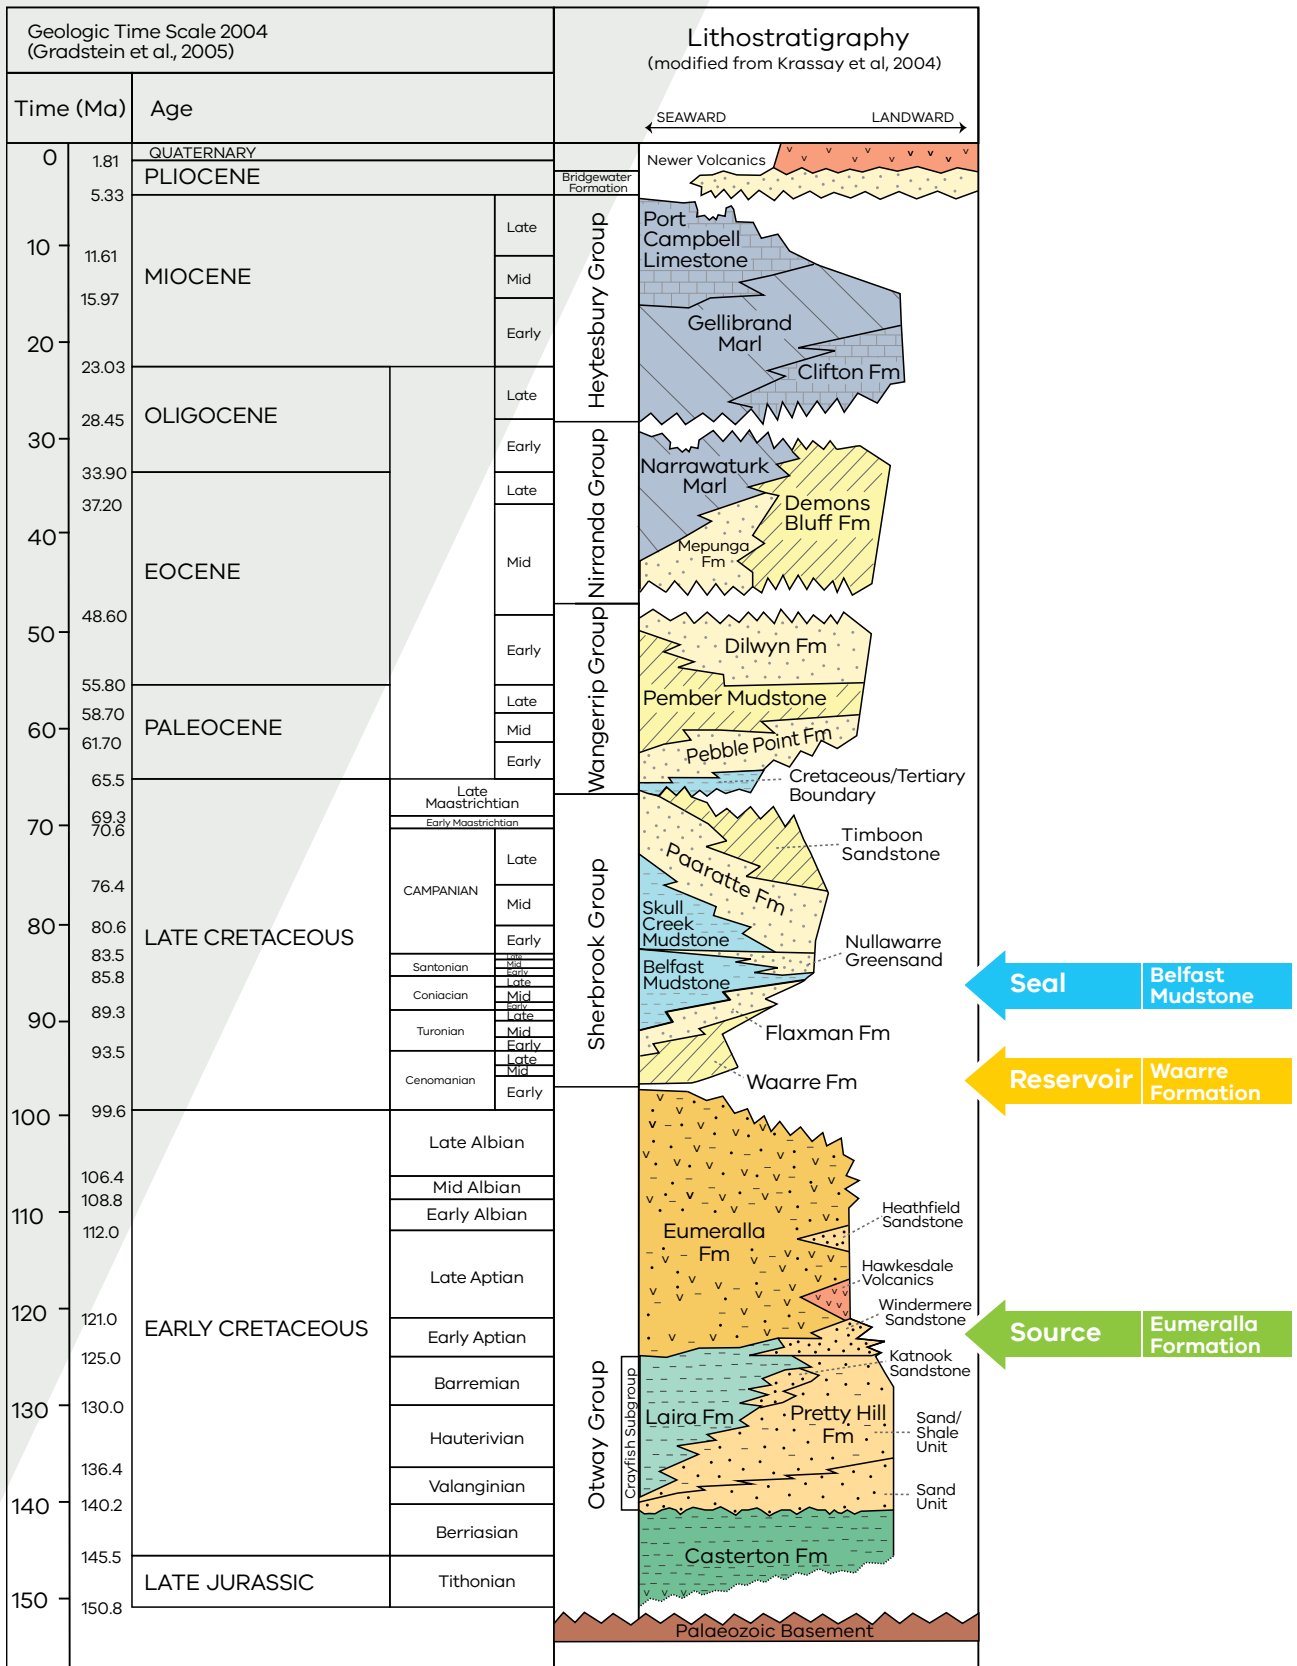 Geologic Time Scale 2004
(Gradstein et al., 2005)
Lithostratigraphy
(modified from Krassay et al, 2004)
Time (Ma)
Age
SEAWARD
LANDWARD
0
10
20
30
40
50
60
70
80
90
100
110
120
130
140
150
1.81
5.33
11.61
15.97
23.03
28.45
33.90
37.20
48.60
55.80
58.70
61.70
65.5
69.3
70.6
76.4
80.6
83.5
85.8
89.3
93.5
99.6
106.4
108.8
112.0
121.0
125.0
130.0
136.4
140.2
145.5
150.8
QUATERNARY
PLIOCENE
MIOCENE
Late
Mid
Early
OLIGOCENE
Late
Early
EOCENE
Late
Mid
Early
PALEOCENE
Late
Mid
Early
LATE CRETACEOUS
Late
Maastrichtian
Early Maastrichtian
CAMPANIAN
Late
Mid
Early
Santonian
Late
Mid
Early
Coniacian
Late
Mid
Early
Turonian
Late
Mid
Early
Cenomanian
Late
Mid
Early
EARLY CRETACEOUS
Late Albian
Mid Albian
Early Albian
Late Aptian
Early Aptian
Barremian
Hauterivian
Valanginian
Berriasian
LATE JURASSIC
Tithonian
Bridgewater
Formation
Heytesbury Group
Nirranda Group
Wangerrip Group
Sherbrook Group
Otway Group
Crayfish Subgroup
Newer Volcanics
Port
Campbell
Limestone
Gellibrand
Marl
Clifton Fm
Narrawaturk
Marl
Demons
Bluff Fm
Mepunga
Fm
Dilwyn Fm
Pember Mudstone
Pebble Point Fm
Cretaceous/Tertiary
Boundary
Timboon
Sandstone
Paaratte Fm
Skull
Creek
Mudstone
Nullawarre
Greensand
Belfast
Mudstone
Flaxman Fm
Waarre Fm
Eumeralla
Fm
Heathfield
Sandstone
Hawkesdale
Volcanics
Windermere
Sandstone
Katnook
Sandstone
Laira Fm
Pretty Hill
Fm
Sand/
Shale
Unit
Sand
Unit
Casterton Fm
Palaeozoic Basement
Seal
Belfast
Mudstone
Reservoir
Waarre
Formation
Source
Eumeralla
Formation